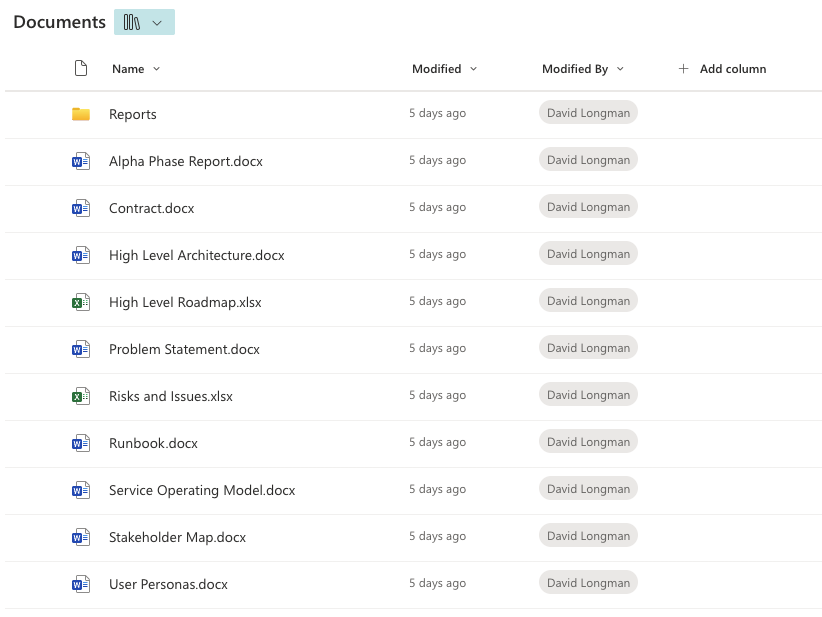 Documents
Name Modified Modified By + Add column
Reports 5 days ago David Longman
Alpha Phase Report.docx 5 days ago David Longman
Contract.docx 5 days ago David Longman
High Level Architecture.docx 5 days ago David Longman
High Level Roadmap.xlsx 5 days ago David Longman
Problem Statement.docx 5 days ago David Longman
Risks and Issues.xlsx 5 days ago David Longman
Runbook.docx 5 days ago David Longman
Service Operating Model.docx 5 days ago David Longman
Stakeholder Map.docx 5 days ago David Longman
User Personas.docx 5 days ago David Longman